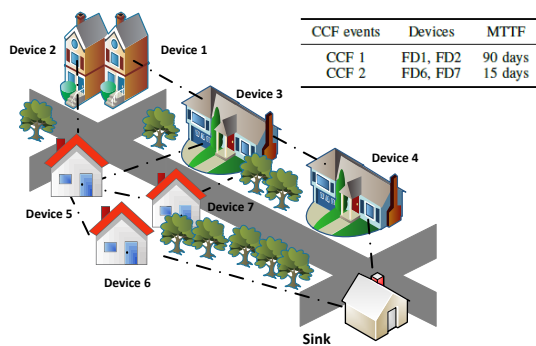 CCF events Devices MTTF
CCF 1 FD1, FD2 90 days
CCF 2 FD6, FD7 15 days
Device 2 Device 1
Device 3
Device 4
Device 5
Device 7
Device 6
Sink